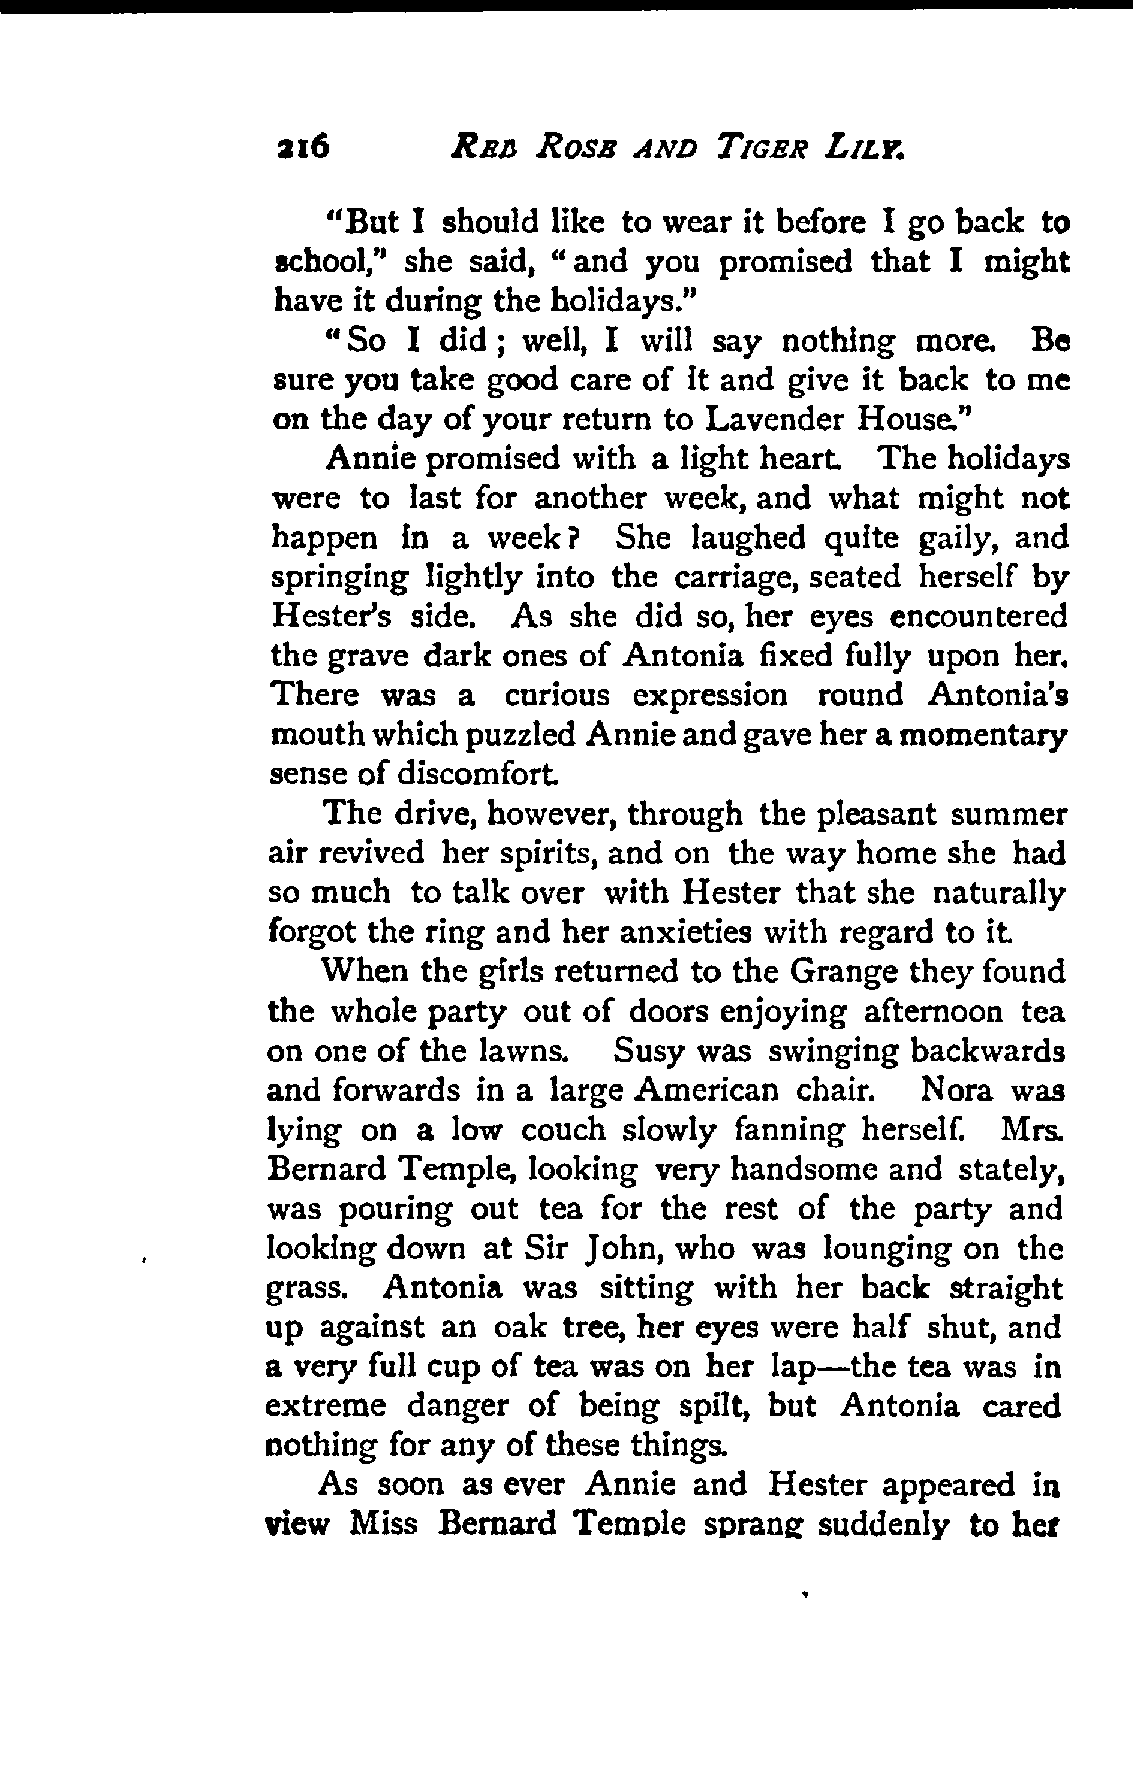 216 RED ROSE AND TIGER LILY.
"But I should like to wear it before I go back to
school," she said, "and you promised that I might
have it during the holidays."
"So I did; well, I will say nothing more. Be
sure you take good care of it and give it back to me
on the day of your return to Lavender House."
Annie promised with a light heart. The holidays
were to last for another week, and what might not
happen in a week? She laughed quite gaily, and
springing lightly into the carriage, seated herself by
Hester's side. As she did so, her eyes encountered
the grave dark ones of Antonia fixed fully upon her.
There was a curious expression round Antonia's
mouth which puzzled Annie and gave her a momentary
sense of discomfort.
The drive, however, through the pleasant summer
air revived her spirits, and on the way home she had
so much to talk over with Hester that she naturally
forgot the ring and her anxieties with regard to it.
When the girls returned to the Grange they found
the whole party out of doors enjoying afternoon tea
on one of the lawns. Susy was swinging backwards
and forwards in a large American chair. Nora was
lying on a low couch slowly fanning herself. Mrs.
Bernard Temple, looking very handsome and stately,
was pouring out tea for the rest of the party and
looking down at Sir John, who was lounging on the
grass. Antonia was sitting with her back straight
up against an oak tree, her eyes were half shut, and
a very full cup of tea was on her lap—the tea was in
extreme danger of being spilt, but Antonia cared
nothing for any of these things.
As soon as ever Annie and Hester appeared in
view Miss Bernard Temple sprang suddenly to her